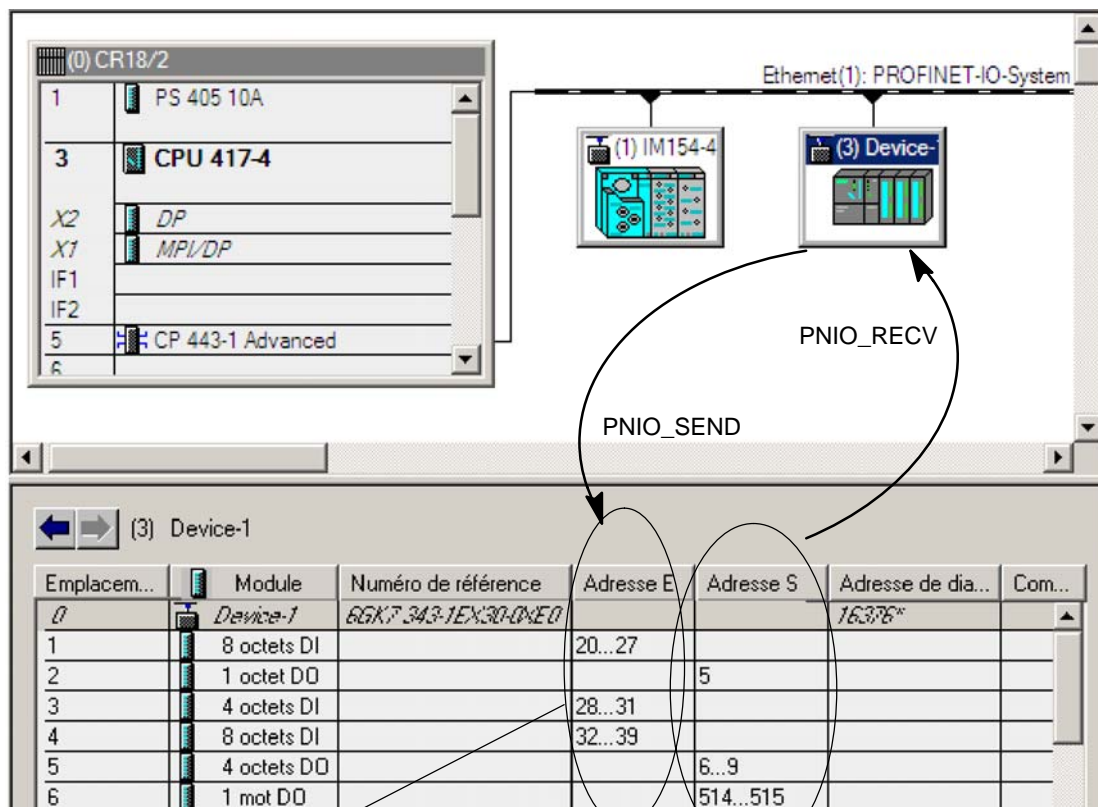 (0) CR18/2
1 PS 405 10A
3 CPU 417-4
X2 DP
X1 MPI/DP
IF1
IF2
5 CP 443-1 Advanced
6
Ethernet(1): PROFINET-IO-System
(1) IM154-4
(3) Device-1
PNIO_RECV
PNIO_SEND
(3) Device-1
Emplacem... Module Numéro de référence Adresse E Adresse S Adresse de dia... Com...
0 Device-1 6GK7 343-1EX30-0XE0 16376*
1 8 octets DI 20...27
2 1 octet DO 5
3 4 octets DI 28...31
4 8 octets DI 32...39
5 4 octets DO 6...9
6 1 mot DO 514...515